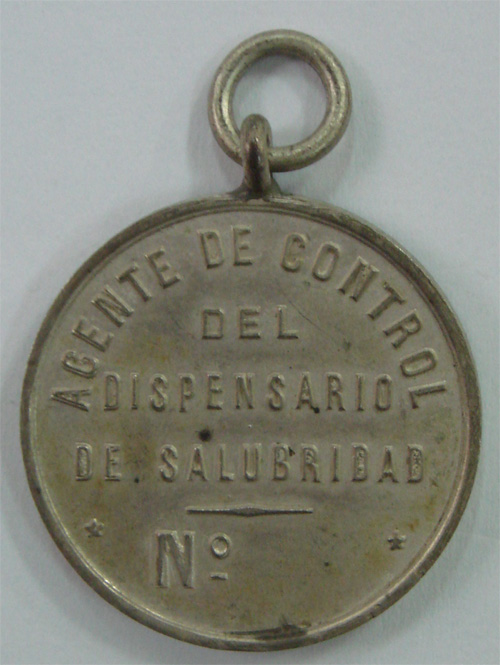 AGENTE DE CONTROL
DEL
DISPENSARIO
DE SALUBRIDAD
Nº